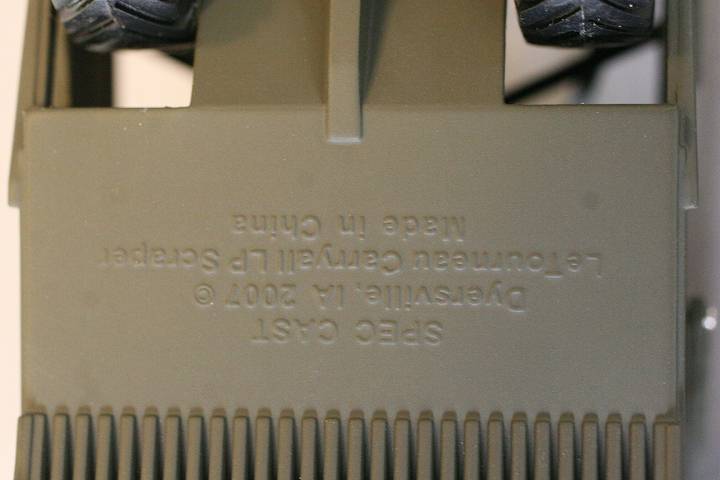 SPEC CAST
Dyersville, IA 2007 ©
LeTourneau Carryall LP Scraper
Made in China